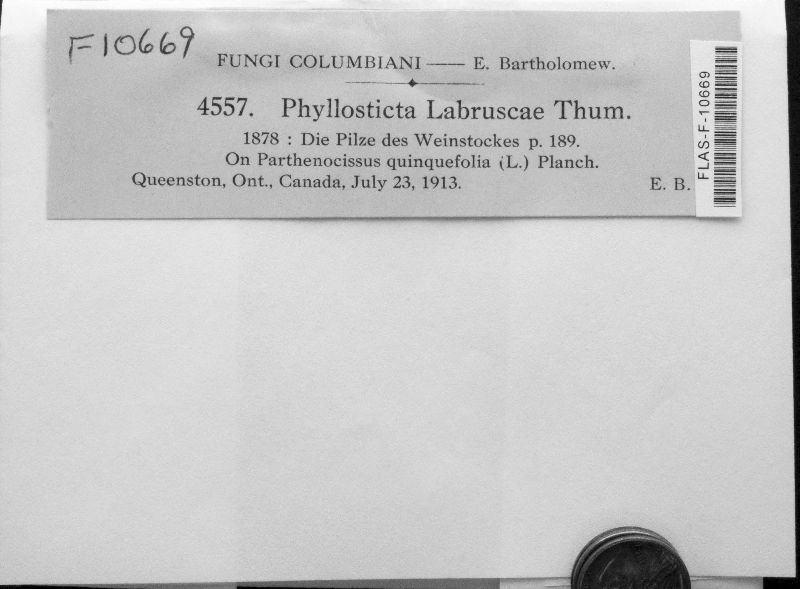 F10669
FUNGI COLUMBIANI —— E. Bartholomew.
4557. Phyllosticta Labruscae Thum.
1878 : Die Pilze des Weinstockes p. 189.
On Parthenocissus quinquefolia (L.) Planch.
Queenston, Ont., Canada, July 23, 1913. E. B.
FLAS-F-10669